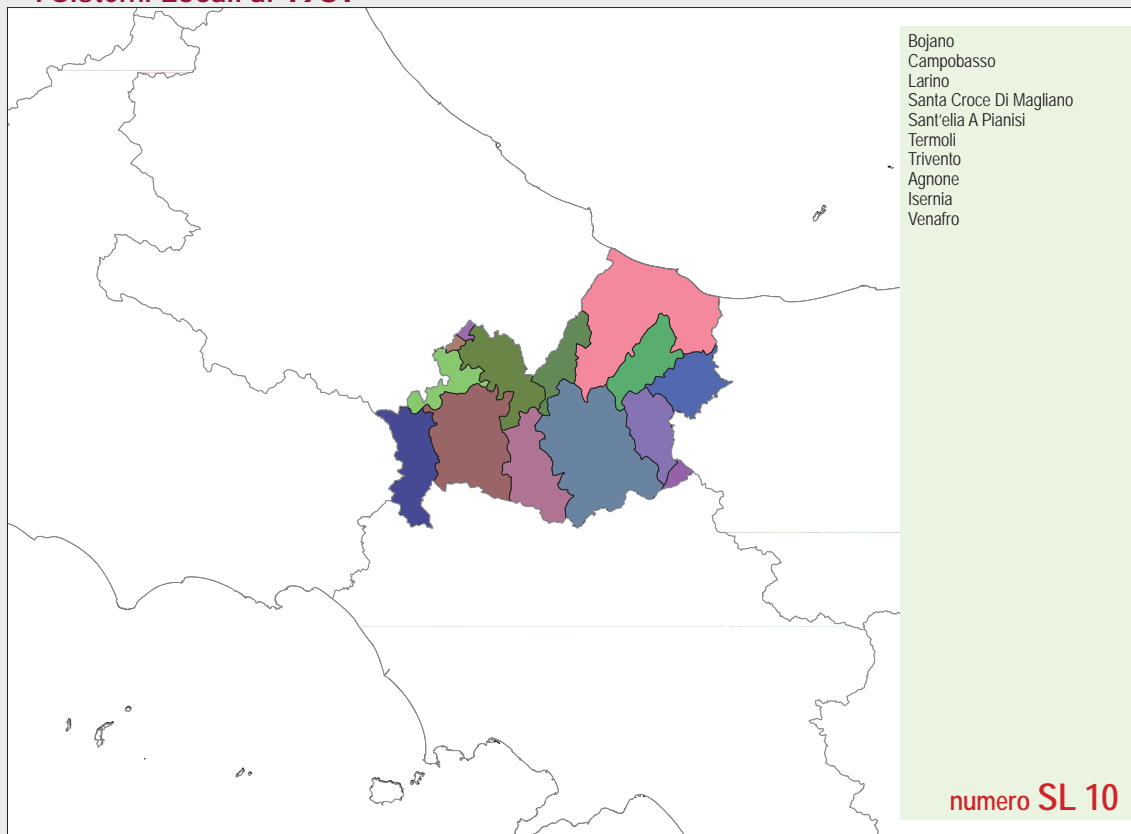 Bojano
Campobasso
Larino
Santa Croce Di Magliano
Sant'elia A Pianisi
Termoli
Trivento
Agnone
Isernia
Venafro
numero SL 10